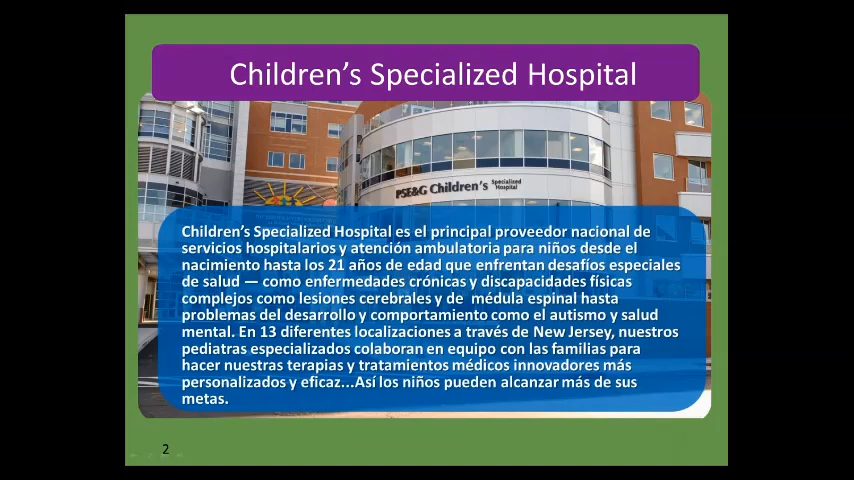 Children's Specialized Hospital
PSE&G Children's Specialized
Hospital
Children's Specialized Hospital es el principal proveedor nacional de
servicios hospitalarios y atención ambulatoria para niños desde el
nacimiento hasta los 21 años de edad que enfrentan desafíos especiales
de salud — como enfermedades crónicas y discapacidades físicas
complejos como lesiones cerebrales y de médula espinal hasta
problemas del desarrollo y comportamiento como el autismo y salud
mental. En 13 diferentes localizaciones a través de New Jersey, nuestros
pediatras especializados colaboran en equipo con las familias para
hacer nuestras terapias y tratamientos médicos innovadores más
personalizados y eficaz...Así los niños pueden alcanzar más de sus
metas.
2